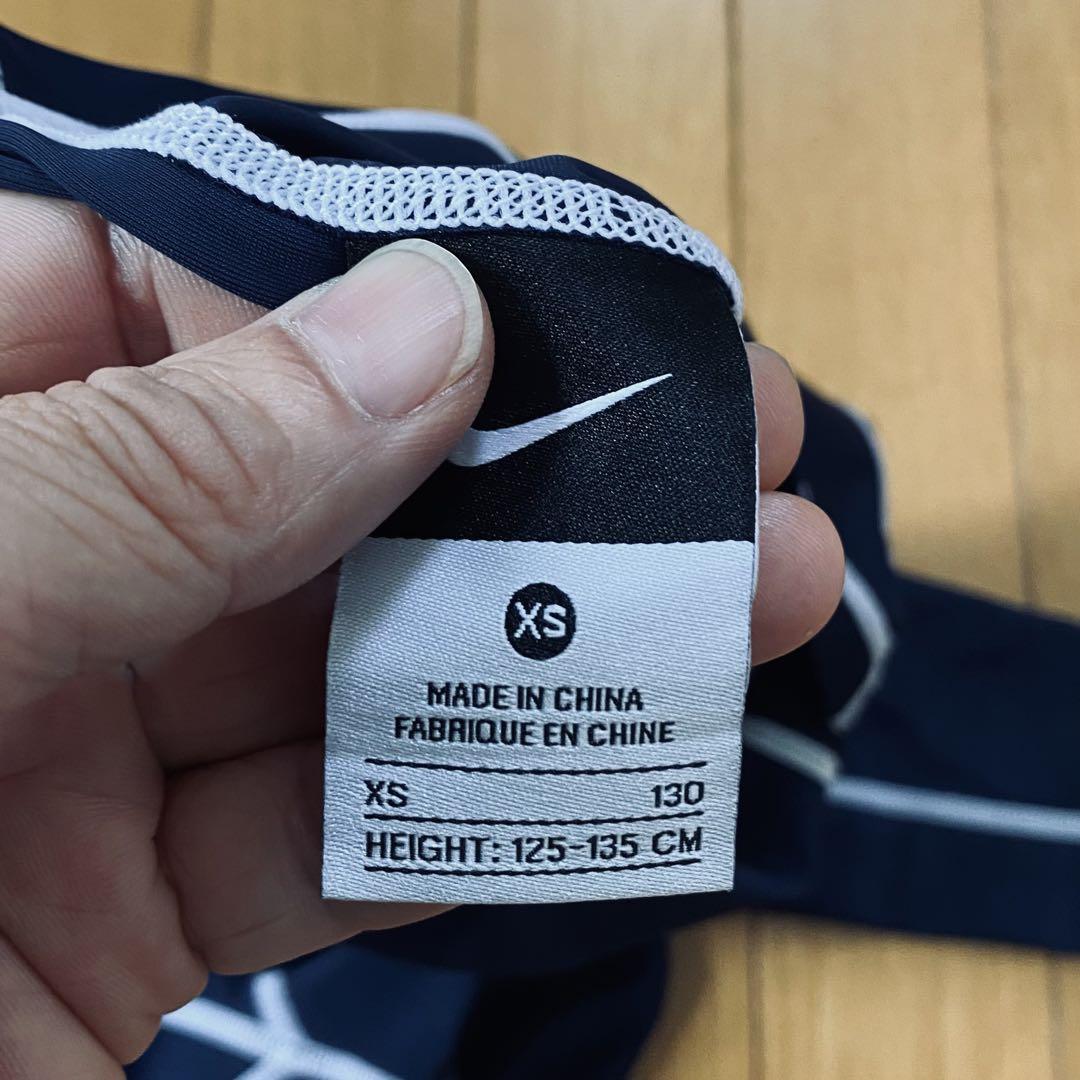 XS
MADE IN CHINA
FABRIQUE EN CHINE
XS 130
HEIGHT: 125-135 CM